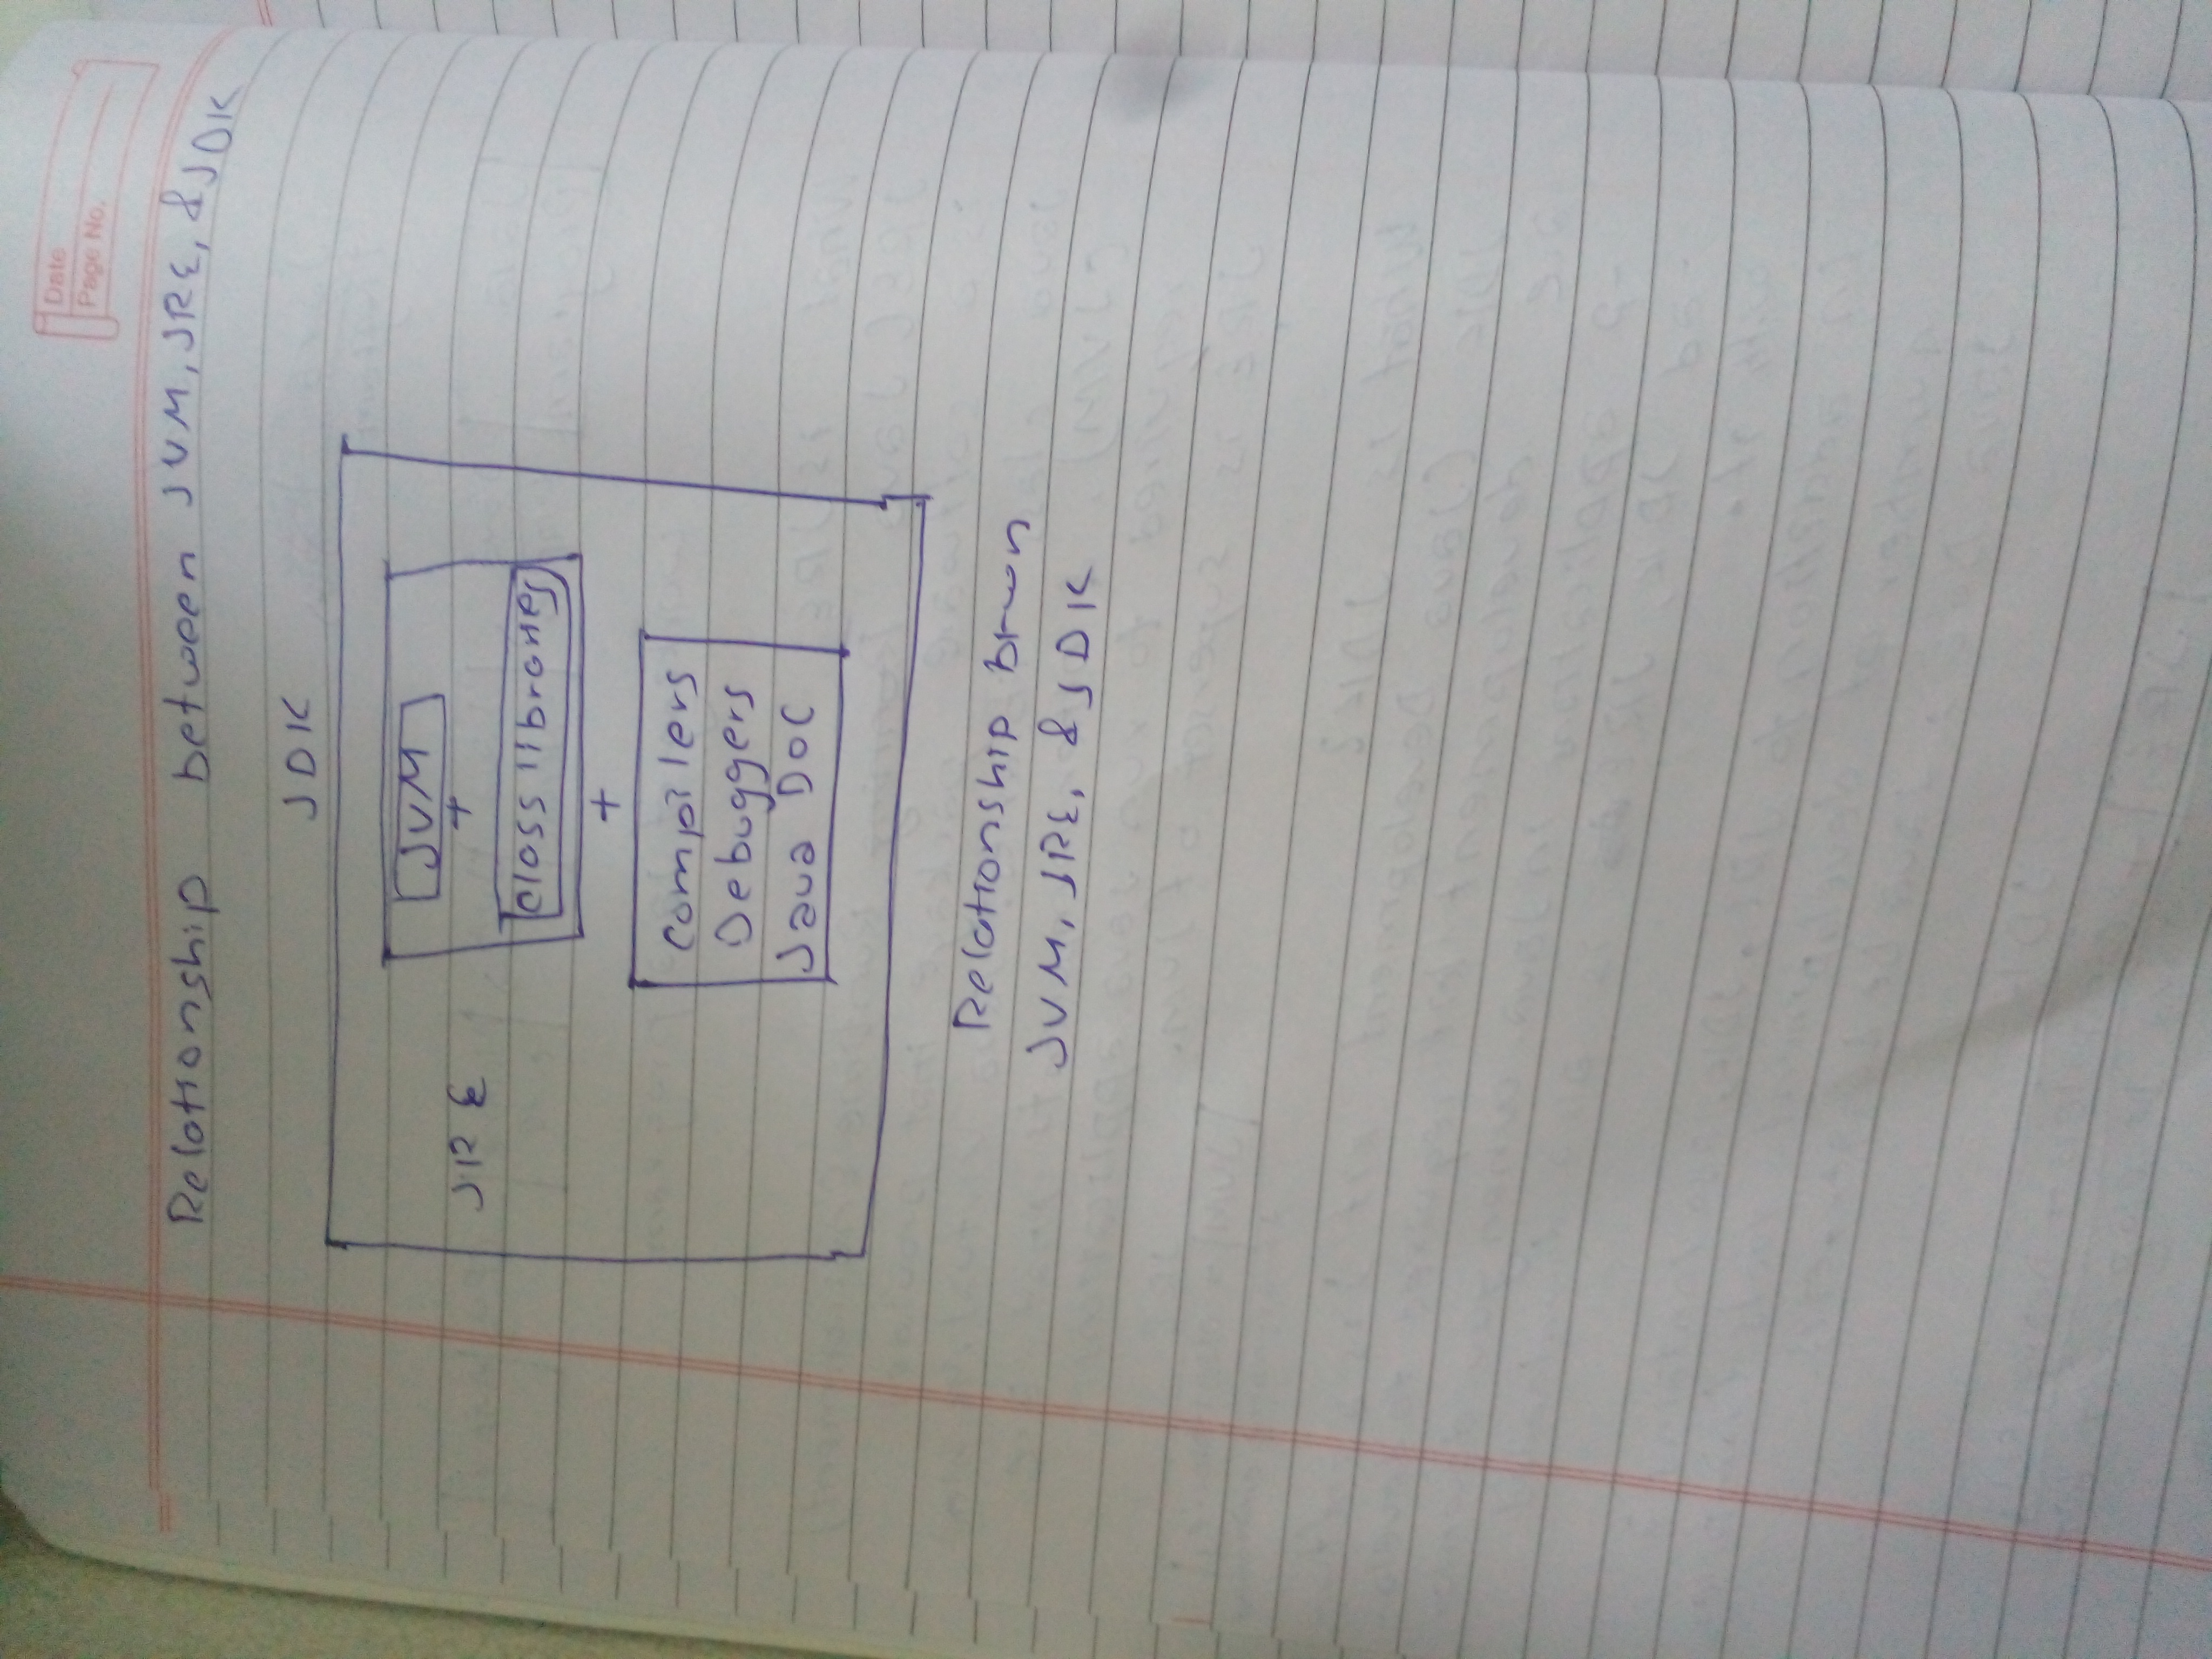 Date
Page No.
Relationship between JVM, JRE, & JDK
JDK
JVM
+
JRE
class libraries
+
Compilers
Debuggers
Java DOC
Relationship btwn
JVM, JRE, & JDK